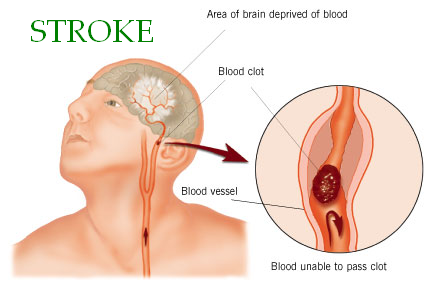 STROKE
Area of brain deprived of blood
Blood clot
Blood vessel
Blood unable to pass clot